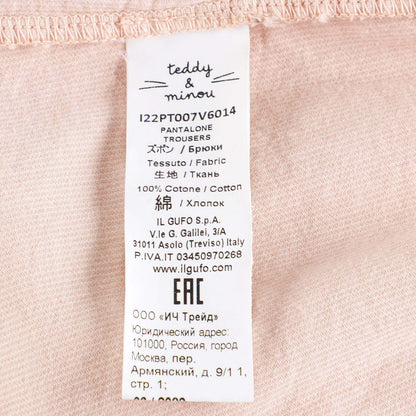 teddy
&
minou
I22PT007V6014
PANTALONE
TROUSERS
ズボン / Брюки
Tessuto / Fabric
生地 / Ткань
100% Cotone / Cotton
綿 / Хлопок
IL GUFO S.p.A.
V.le G. Galilei, 3/A
31011 Asolo (Treviso) Italy
P.IVA.IT 03450970268
www.ilgufo.com
EAC
ООО «ИЧ Трейд»
Юридический адрес:
101000, Россия, город
Москва, пер.
Армянский, д. 9/1 1,
стр. 1;